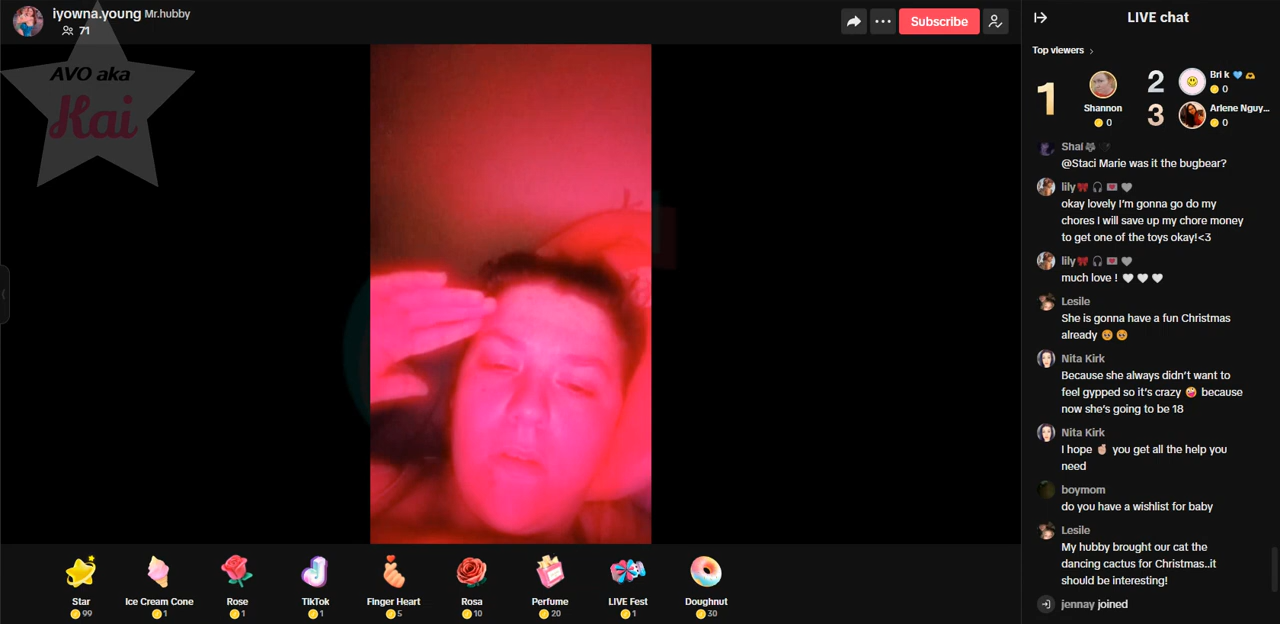 iyowna.young Mr.hubby
71
Subscribe
AVO aka
Kai
LIVE chat
Top viewers
1
Shannon
0
2
Bri k
0
3
Arlene Nguy...
0
Shai
@Staci Marie was it the bugbear?
lily
okay lovely I'm gonna go do my
chores I will save up my chore money
to get one of the toys okay!<3
lily
much love !
Lesile
She is gonna have a fun Christmas
already
Nita Kirk
Because she always didn't want to
feel gypped so it's crazy 🤪 because
now she's going to be 18
Nita Kirk
I hope 🤞 you get all the help you
need
boymom
do you have a wishlist for baby
Lesile
My hubby brought our cat the
dancing cactus for Christmas..it
should be interesting!
jennay joined
Star
99
Ice Cream Cone
1
Rose
1
TikTok
1
Finger Heart
5
Rosa
10
Perfume
20
LIVE Fest
1
Doughnut
30